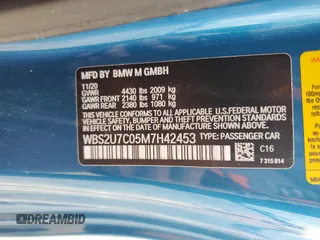 MFD BY BMW M GMBH
11/20
GVWR 4430 lbs 2009 kg
GAWR FRONT 2140 lbs 971 kg
GAWR REAR 2380 lbs 1080 kg
THIS VEHICLE CONFORMS TO ALL APPLICABLE U.S. FEDERAL MOTOR
VEHICLE SAFETY, BUMPER, AND THEFT PREVENTION STANDARDS
IN EFFECT ON THE DATE OF MANUFACTURE SHOWN ABOVE.
WBS2U7C05M7H42453 TYPE: PASSENGER CAR
C16
7 315 814
DREAMBID